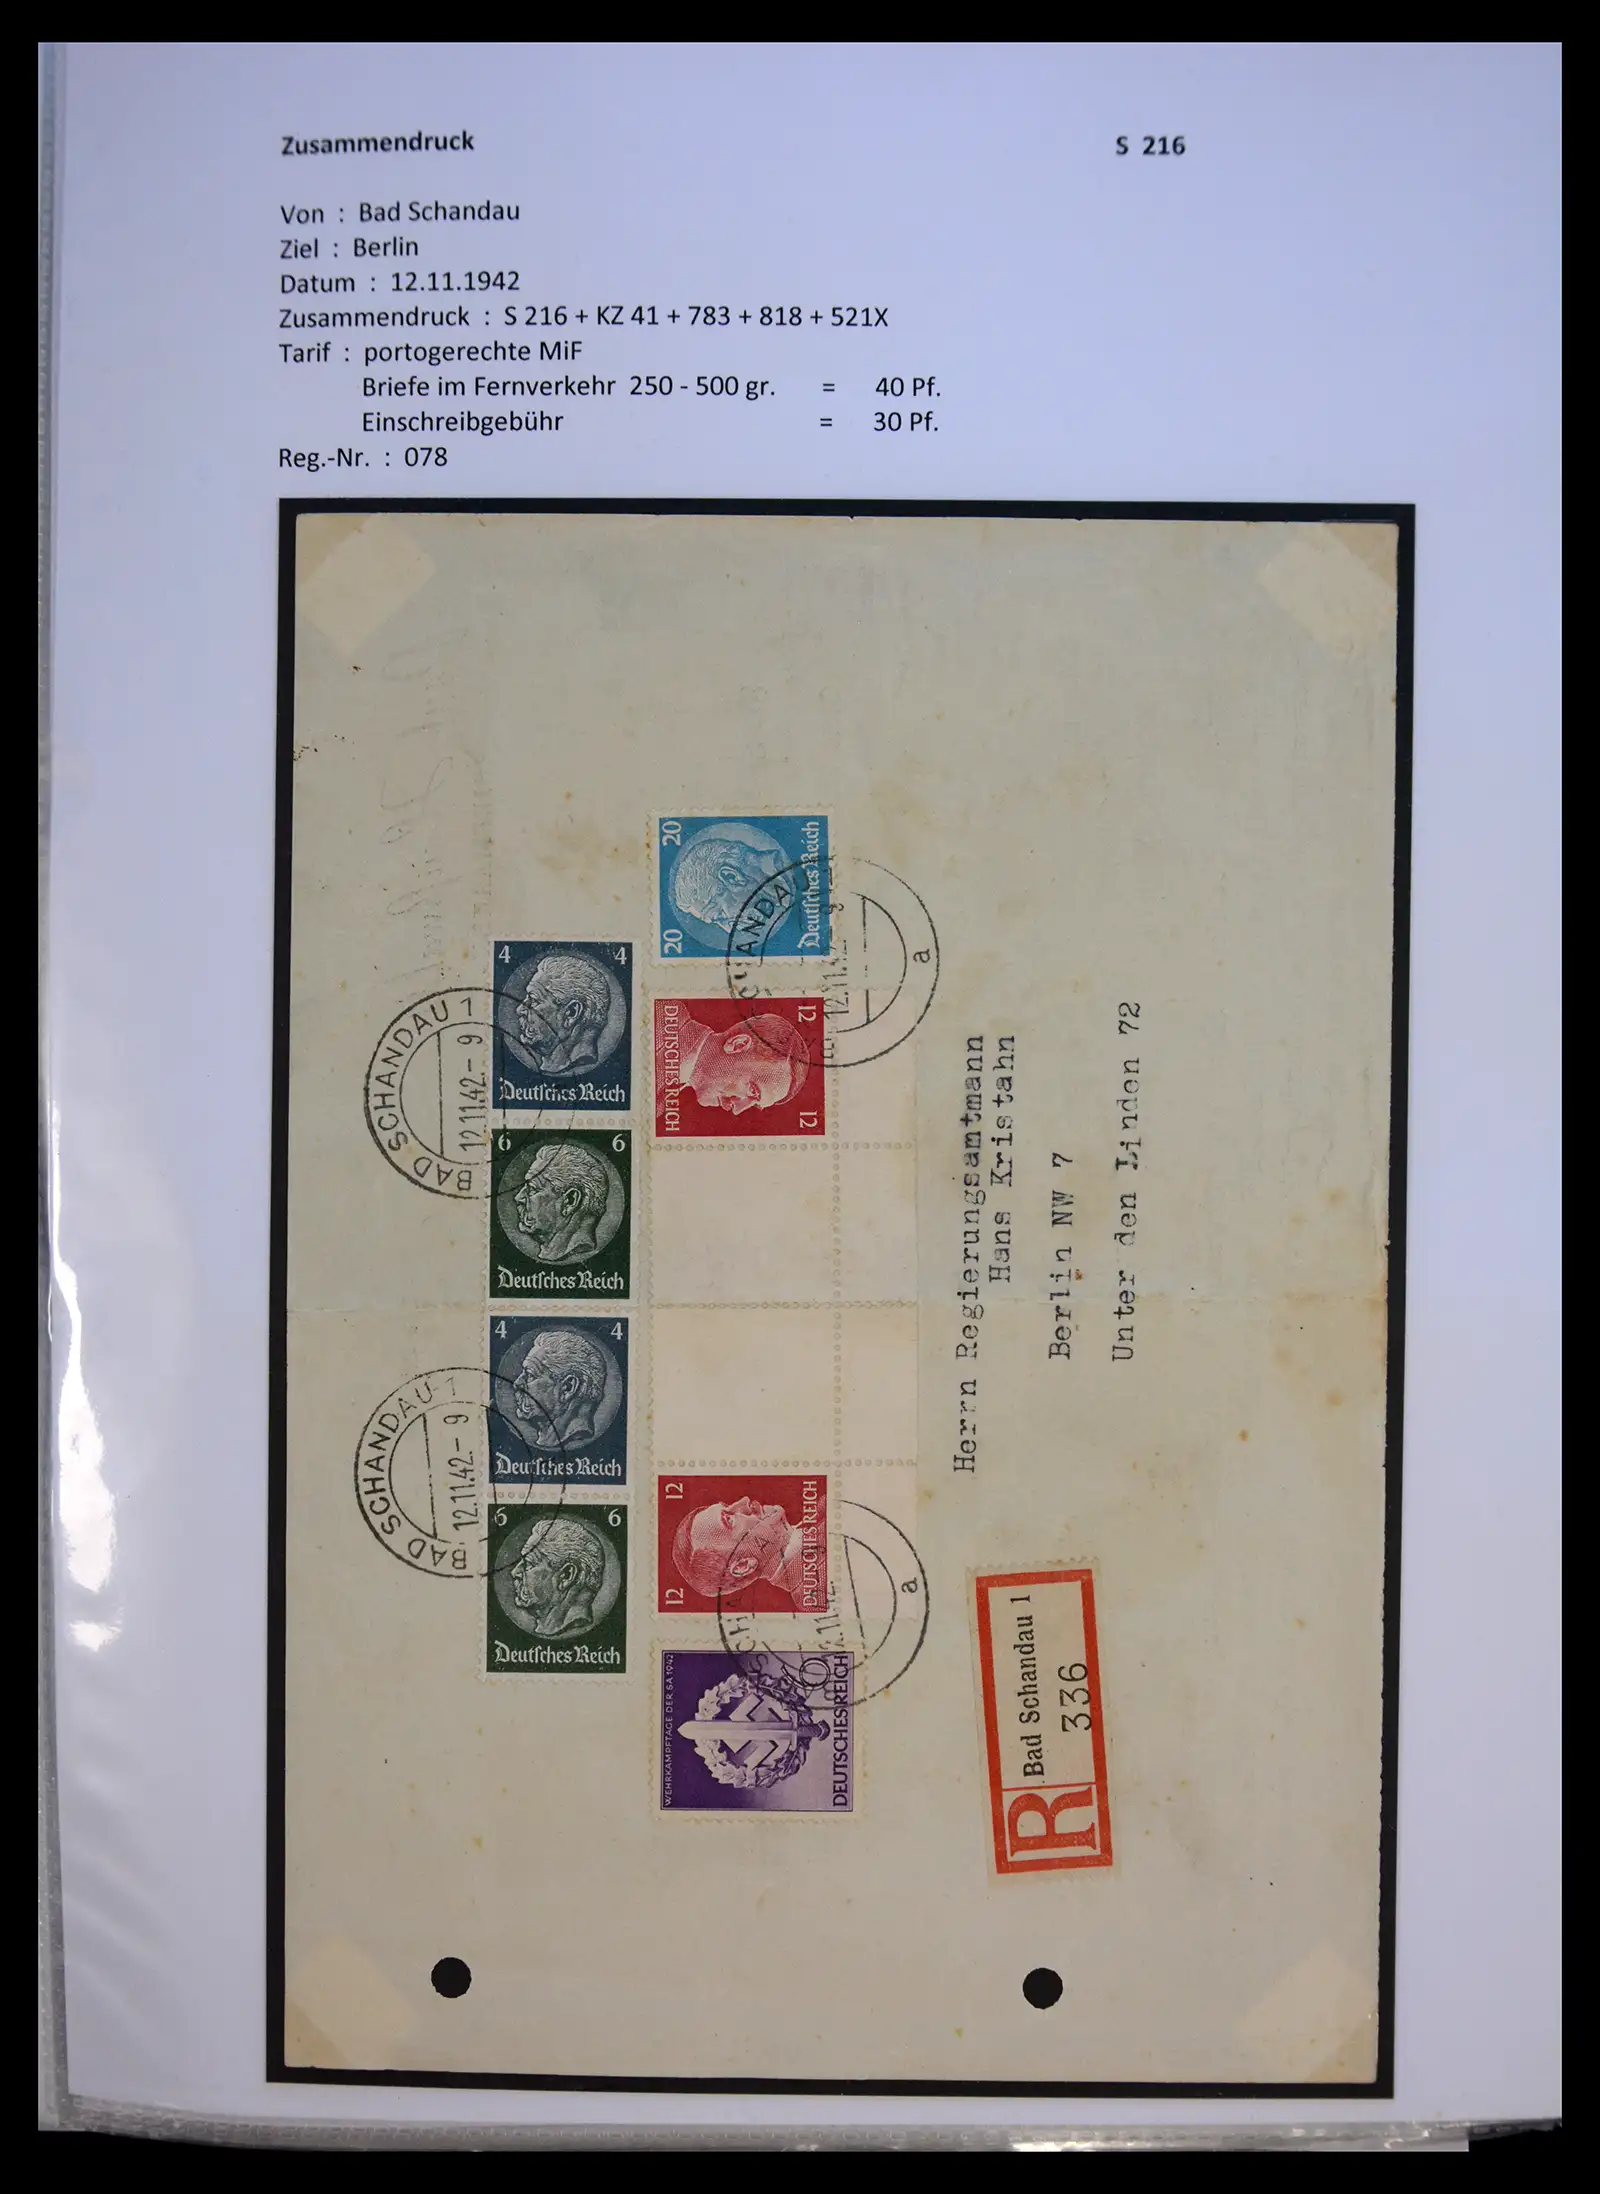 Zusammendruck S 216
Von : Bad Schandau
Ziel : Berlin
Datum : 12.11.1942
Zusammendruck : S 216 + KZ 41 + 783 + 818 + 521X
Tarif : portogerechte MiF
Briefe im Fernverkehr 250 - 500 gr. = 40 Pf.
Einschreibgebühr = 30 Pf.
Reg.-Nr. : 078
20 20
Deutsches Reich
4 4
Deutsches Reich
6 6
Deutsches Reich
4 4
Deutsches Reich
6 6
Deutsches Reich
12 12
DEUTSCHES REICH
12 12
DEUTSCHES REICH
WEHRKAMPFTAGE DER SA 1942
DEUTSCHES REICH
BAD SCHANDAU 1
12.11.42.- 9
BAD SCHANDAU 1
12.11.42.- 9
a
a
Herrn Regierungsamtmann
Hans Kristahn
Berlin NW 7
Unter den Linden 72
R Bad Schandau 1
336